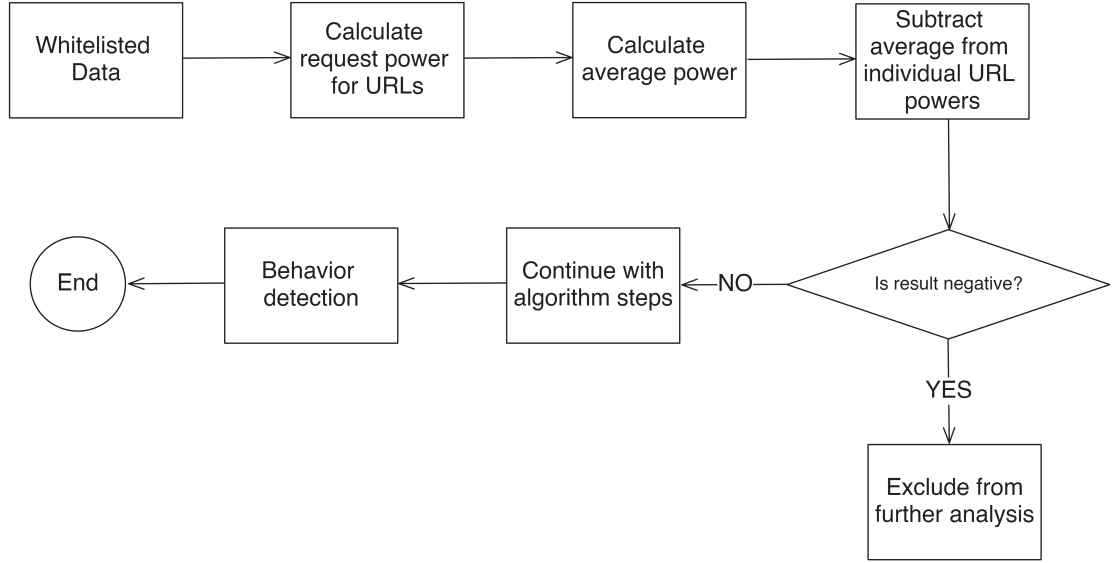 Whitelisted
Data
Calculate
request power
for URLs
Calculate
average power
Subtract
average from
individual URL
powers
End
Behavior
detection
Continue with
algorithm steps
NO
Is result negative?
YES
Exclude from
further analysis